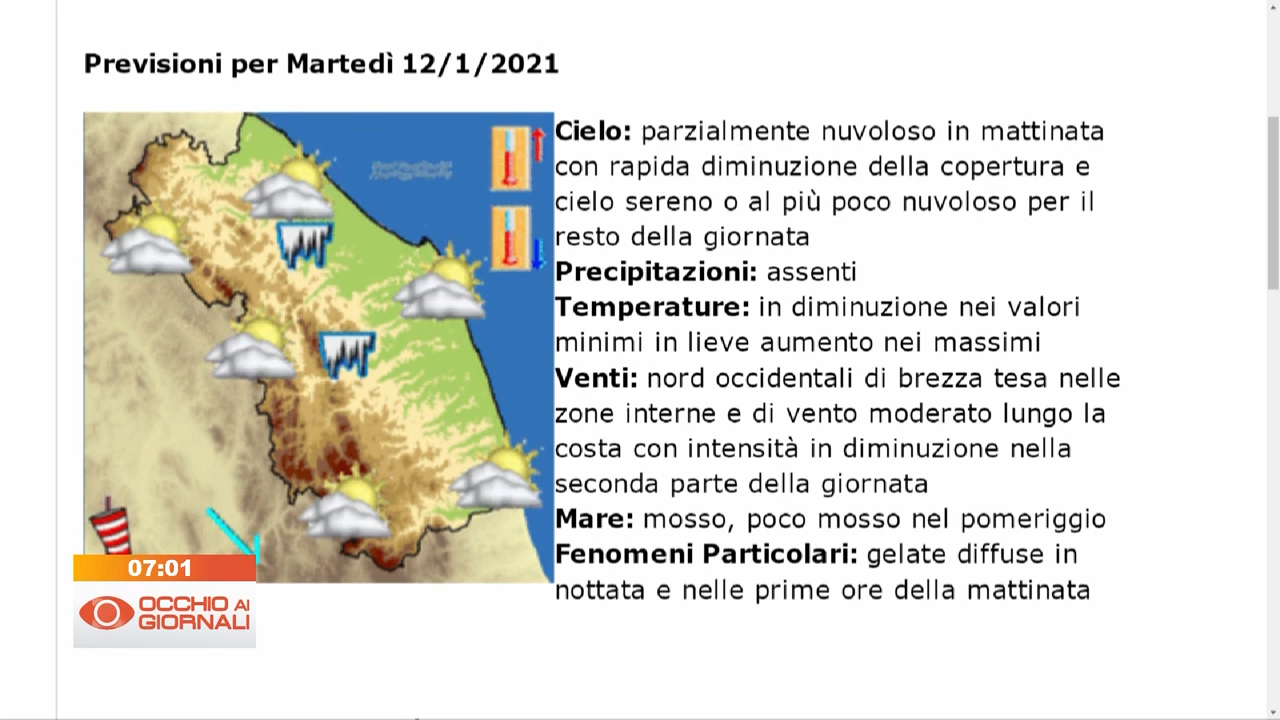 Previsioni per Martedì 12/1/2021
Cielo: parzialmente nuvoloso in mattinata
con rapida diminuzione della copertura e
cielo sereno o al più poco nuvoloso per il
resto della giornata
Precipitazioni: assenti
Temperature: in diminuzione nei valori
minimi in lieve aumento nei massimi
Venti: nord occidentali di brezza tesa nelle
zone interne e di vento moderato lungo la
costa con intensità in diminuzione nella
seconda parte della giornata
Mare: mosso, poco mosso nel pomeriggio
Fenomeni Particolari: gelate diffuse in
nottata e nelle prime ore della mattinata
07:01
OCCHIO AI
GIORNALI